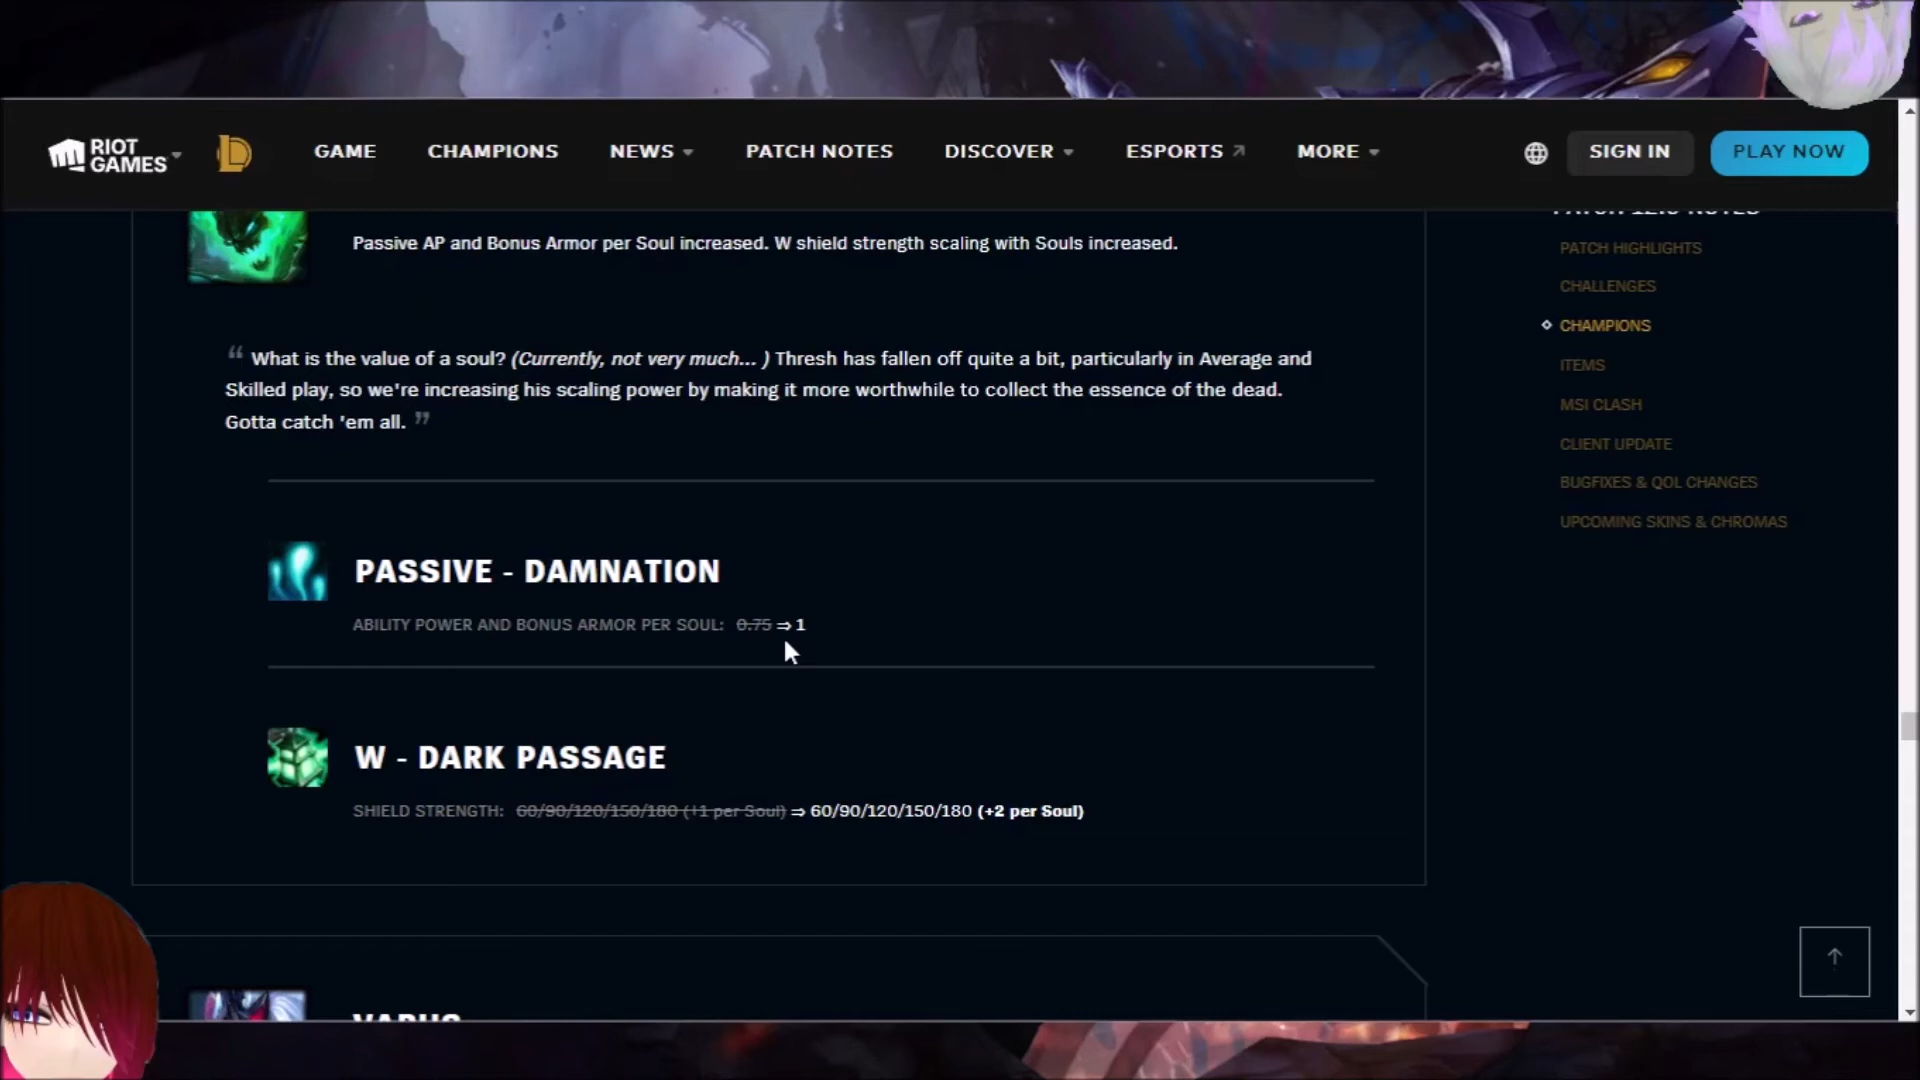 RIOT GAMES
GAME
CHAMPIONS
NEWS
PATCH NOTES
DISCOVER
ESPORTS
MORE
SIGN IN
PLAY NOW
Passive AP and Bonus Armor per Soul increased. W shield strength scaling with Souls increased.
“ What is the value of a soul? (Currently, not very much... ) Thresh has fallen off quite a bit, particularly in Average and
Skilled play, so we're increasing his scaling power by making it more worthwhile to collect the essence of the dead.
Gotta catch 'em all. ”
PASSIVE - DAMNATION
ABILITY POWER AND BONUS ARMOR PER SOUL: 0.75 ⇒ 1
W - DARK PASSAGE
SHIELD STRENGTH: 60/90/120/150/180 (+1 per Soul) ⇒ 60/90/120/150/180 (+2 per Soul)
VARUS
PATCH HIGHLIGHTS
CHALLENGES
CHAMPIONS
ITEMS
MSI CLASH
CLIENT UPDATE
BUGFIXES & QOL CHANGES
UPCOMING SKINS & CHROMAS